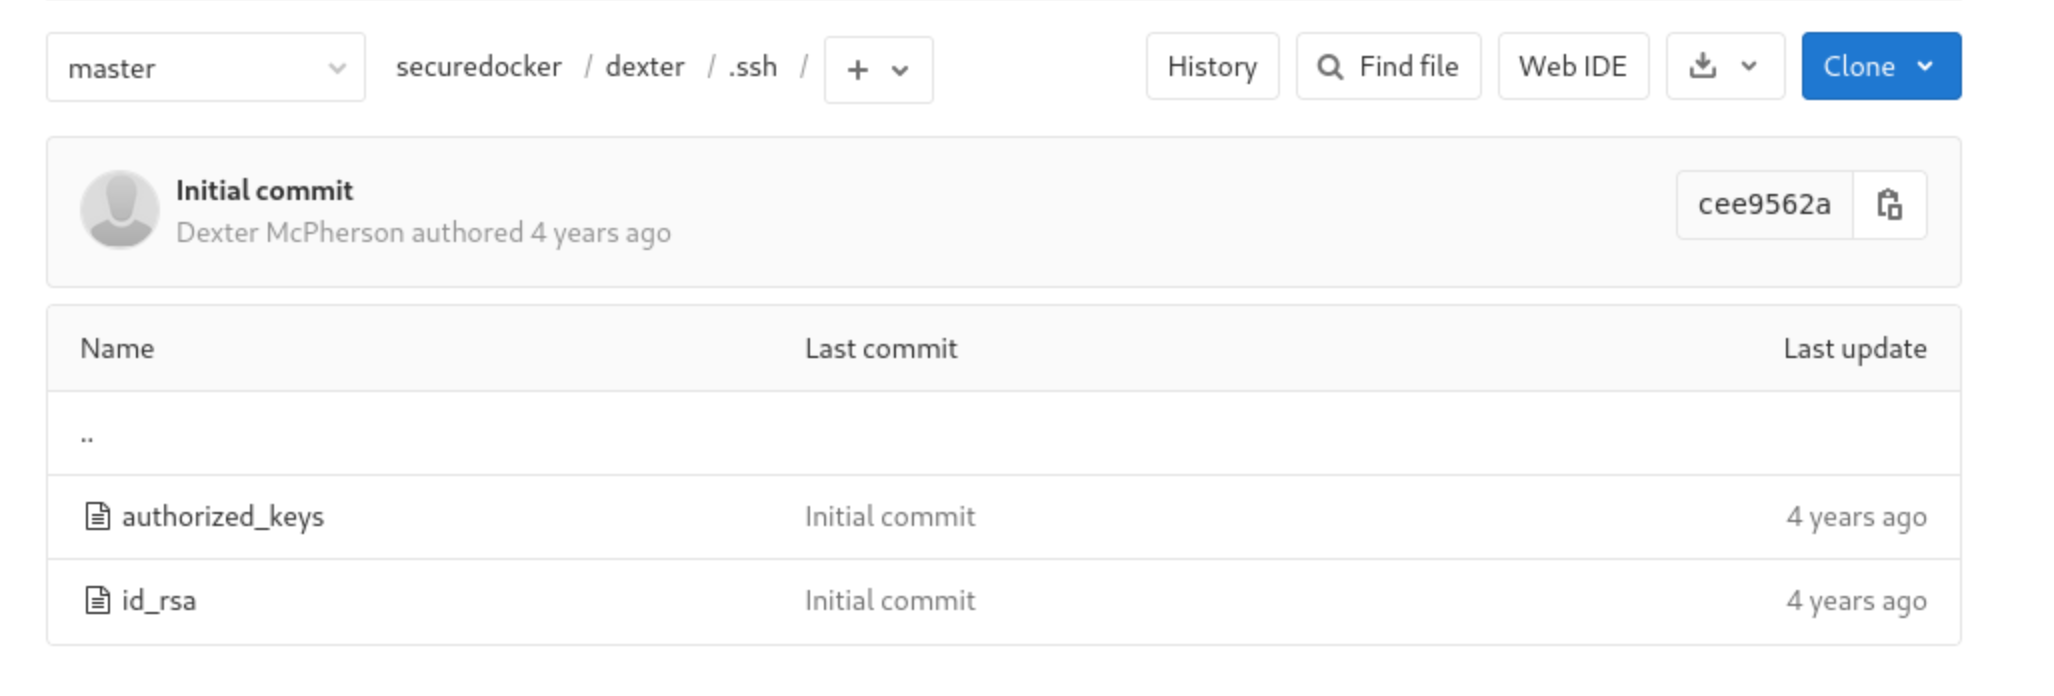 master securedocker / dexter / .ssh / + History Find file Web IDE Clone
Initial commit
Dexter McPherson authored 4 years ago
cee9562a
Name Last commit Last update
..
authorized_keys Initial commit 4 years ago
id_rsa Initial commit 4 years ago